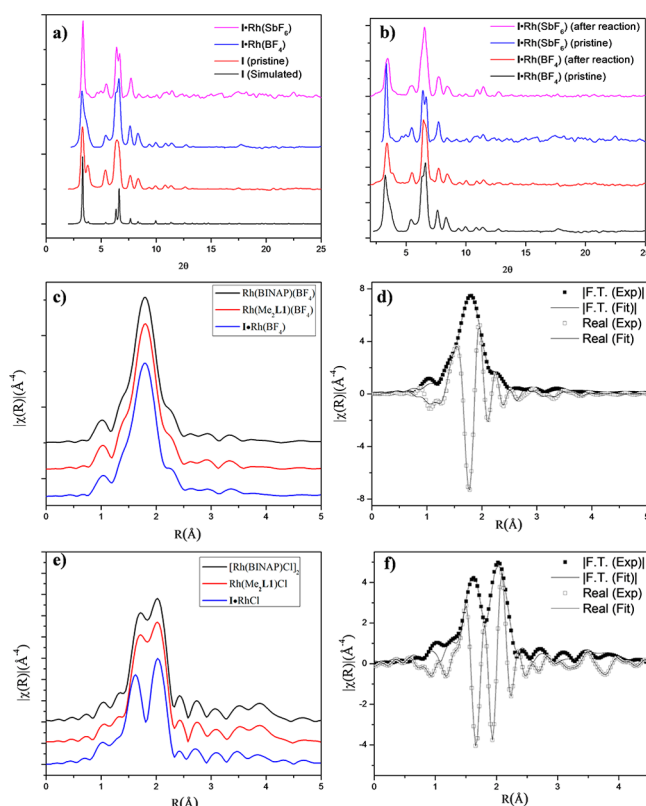 a)
I•Rh(SbF₆)
I•Rh(BF₄)
I (pristine)
I (Simulated)
0 5 10 15 20 25
2θ
b)
I•Rh(SbF₆) (after reaction)
I•Rh(SbF₆) (pristine)
I•Rh(BF₄) (after reaction)
I•Rh(BF₄) (pristine)
5 10 15 20 25
2θ
c)
Rh(BINAP)(BF₄)
Rh(Me₂L1)(BF₄)
I•Rh(BF₄)
|χ(R)|(Å⁻⁴)
0 1 2 3 4 5
R(Å)
d)
|F.T. (Exp)|
|F.T. (Fit)|
Real (Exp)
Real (Fit)
|χ(R)|(Å⁻⁴)
8
4
0
-4
-8
0 1 2 3 4 5
R(Å)
e)
[Rh(BINAP)Cl]₂
Rh(Me₂L1)Cl
I•RhCl
|χ(R)|(Å⁻⁴)
0 1 2 3 4 5
R(Å)
f)
|F.T. (Exp)|
|F.T. (Fit)|
Real (Exp)
Real (Fit)
|χ(R)|(Å⁻⁴)
4
2
0
-2
-4
0 1 2 3 4
R(Å)